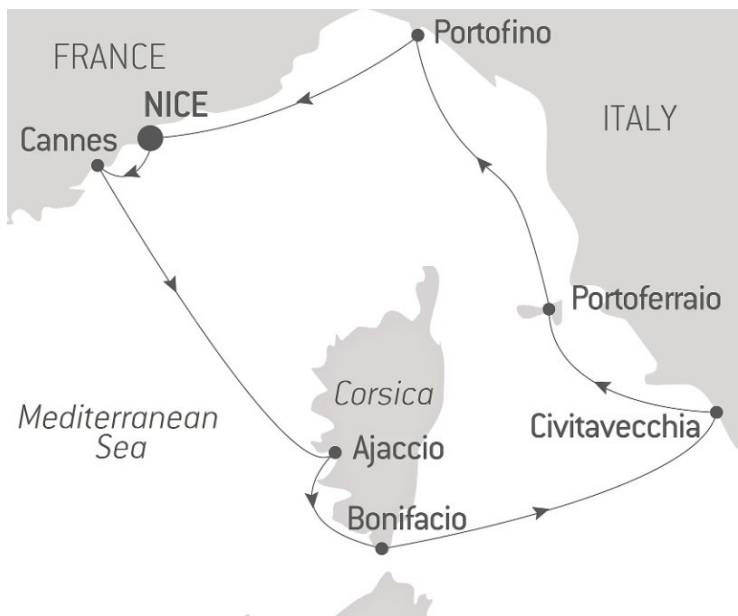 Portofino
FRANCE
NICE
ITALY
Cannes
Portoferraio
Corsica
Mediterranean
Sea
Civitavecchia
Ajaccio
Bonifacio